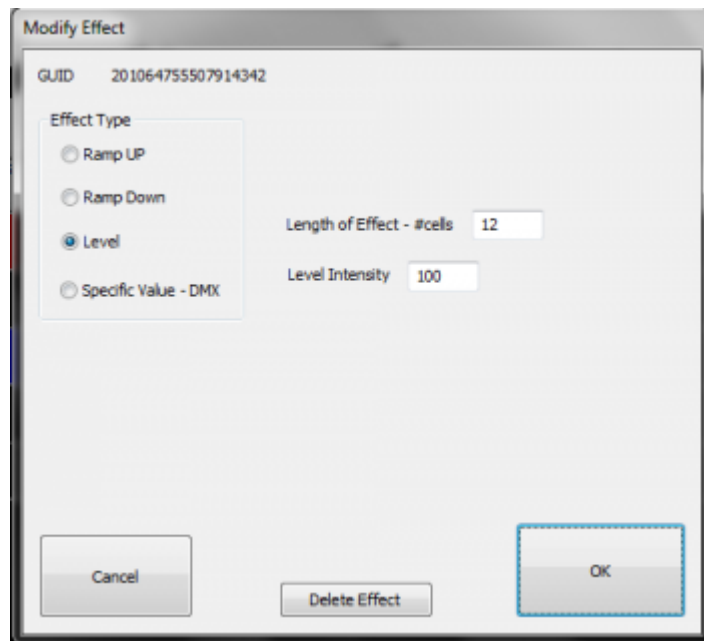 Modify Effect
GUID 201064755507914342
Effect Type
Ramp UP
Ramp Down
Level
Specific Value - DMX
Length of Effect - #cells 12
Level Intensity 100
Cancel
Delete Effect
OK